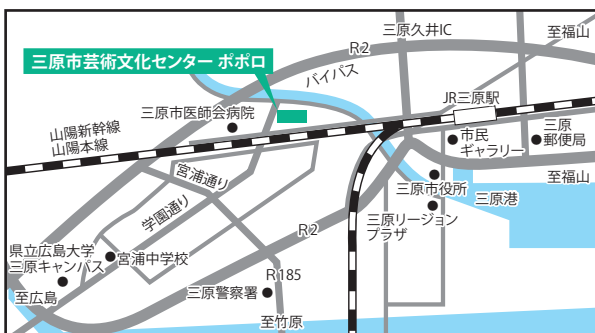 三原久井IC
至福山
R2
三原市芸術文化センター ポポロ
バイパス
JR三原駅
三原市医師会病院
山陽新幹線
山陽本線
市民
ギャラリー
三原
郵便局
宮浦通り
至福山
三原市役所
三原港
学園通り
三原リージョン
プラザ
R2
県立広島大学
三原キャンパス
宮浦中学校
R185
三原警察署
至広島
至竹原